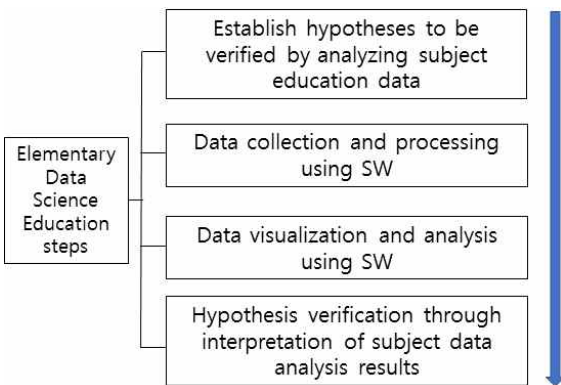 Establish hypotheses to be
verified by analyzing subject
education data
Elementary
Data
Science
Education
steps
Data collection and processing
using SW
Data visualization and analysis
using SW
Hypothesis verification through
interpretation of subject data
analysis results